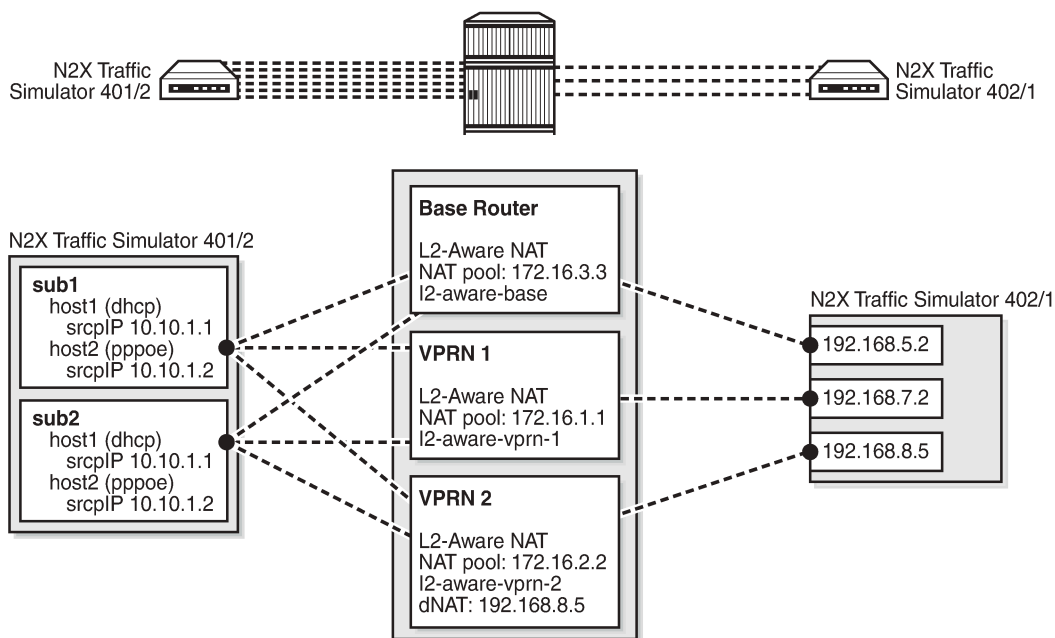 N2X Traffic
Simulator 401/2
N2X Traffic
Simulator 402/1
N2X Traffic Simulator 401/2
sub1
host1 (dhcp)
srcpIP 10.10.1.1
host2 (pppoe)
srcpIP 10.10.1.2
sub2
host1 (dhcp)
srcpIP 10.10.1.1
host2 (pppoe)
srcpIP 10.10.1.2
Base Router
L2-Aware NAT
NAT pool: 172.16.3.3
l2-aware-base
VPRN 1
L2-Aware NAT
NAT pool: 172.16.1.1
l2-aware-vprn-1
VPRN 2
L2-Aware NAT
NAT pool: 172.16.2.2
l2-aware-vprn-2
dNAT: 192.168.8.5
N2X Traffic Simulator 402/1
192.168.5.2
192.168.7.2
192.168.8.5